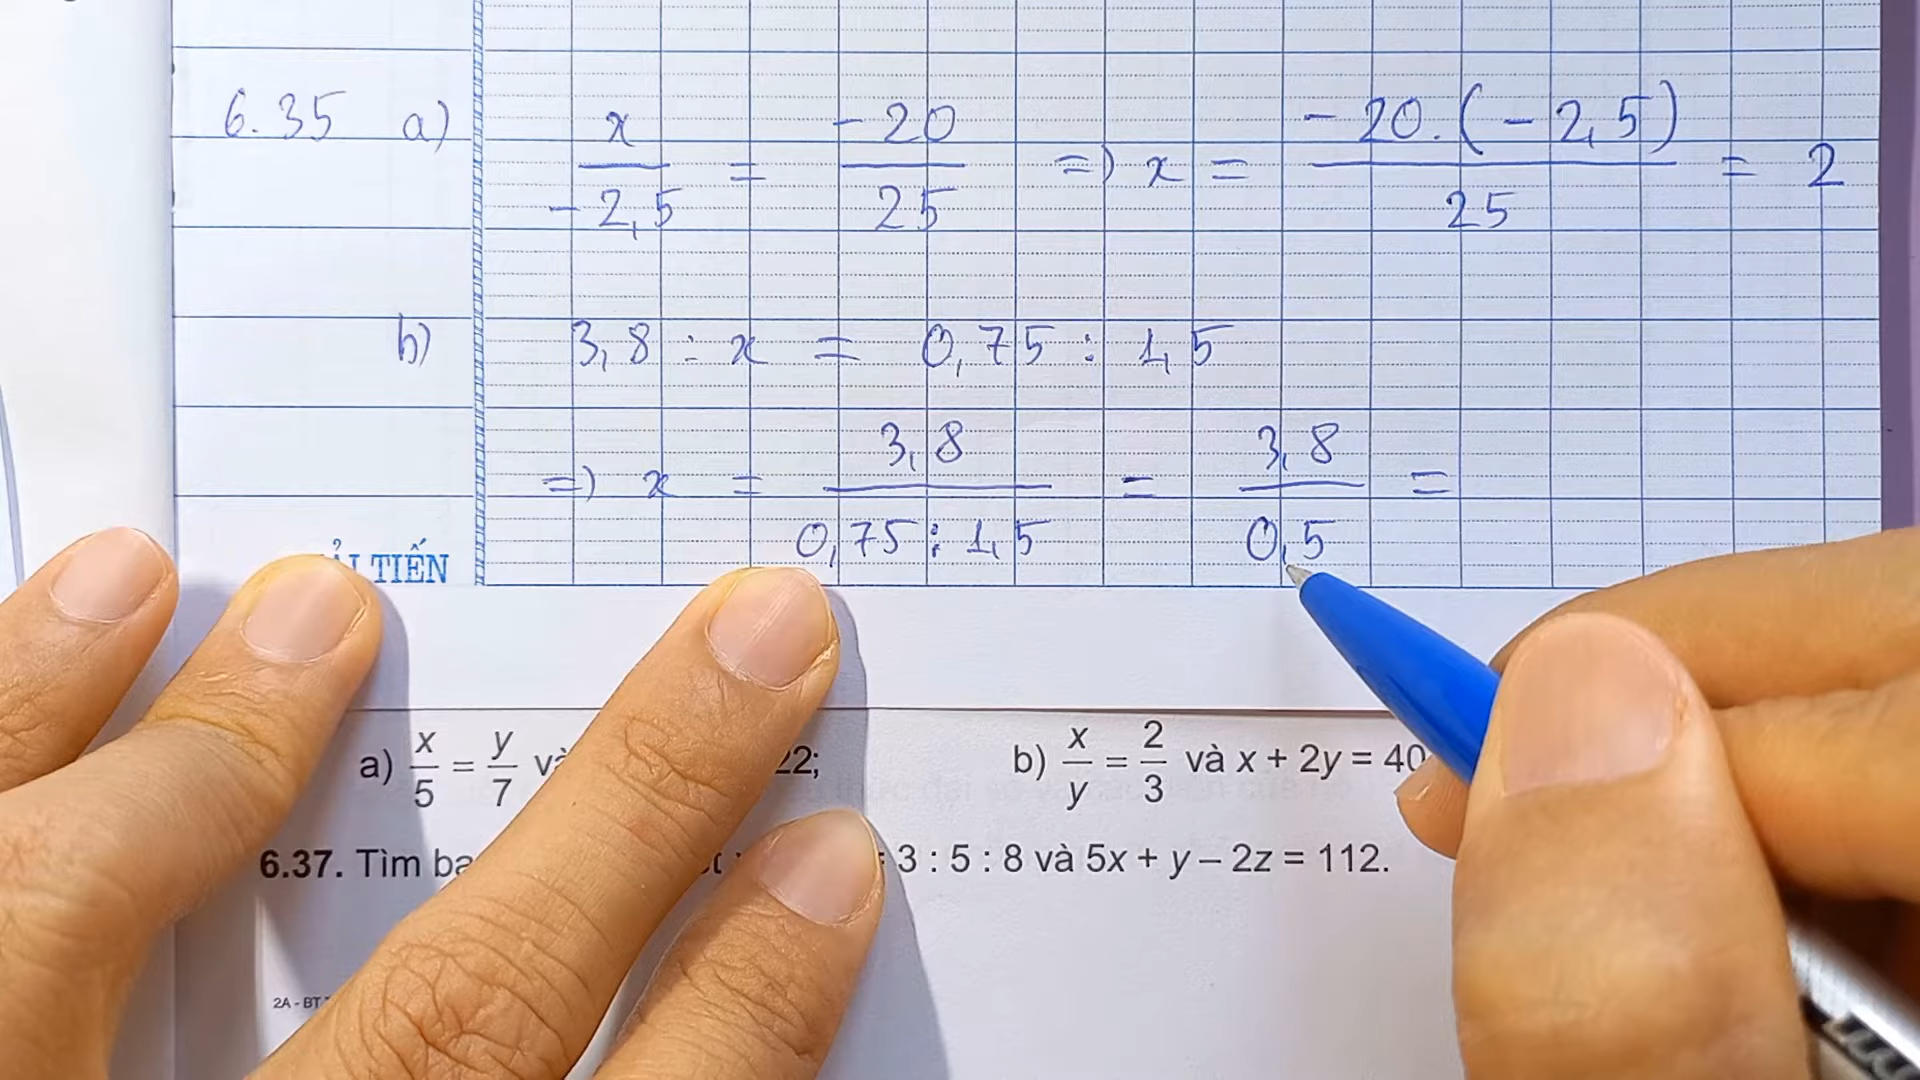 6.35 a) x / -2,5 = -20 / 25 => x = -20.(-2,5) / 25 = 2
b) 3,8 : x = 0,75 : 1,5
=> x = 3,8 / 0,75 : 1,5 = 3,8 / 0,5 =
TIẾN
a) x/5 = y/7 22; b) x/y = 2/3 và x + 2y = 40
6.37. Tìm 3 : 5 : 8 và 5x + y – 2z = 112.
2A - BT